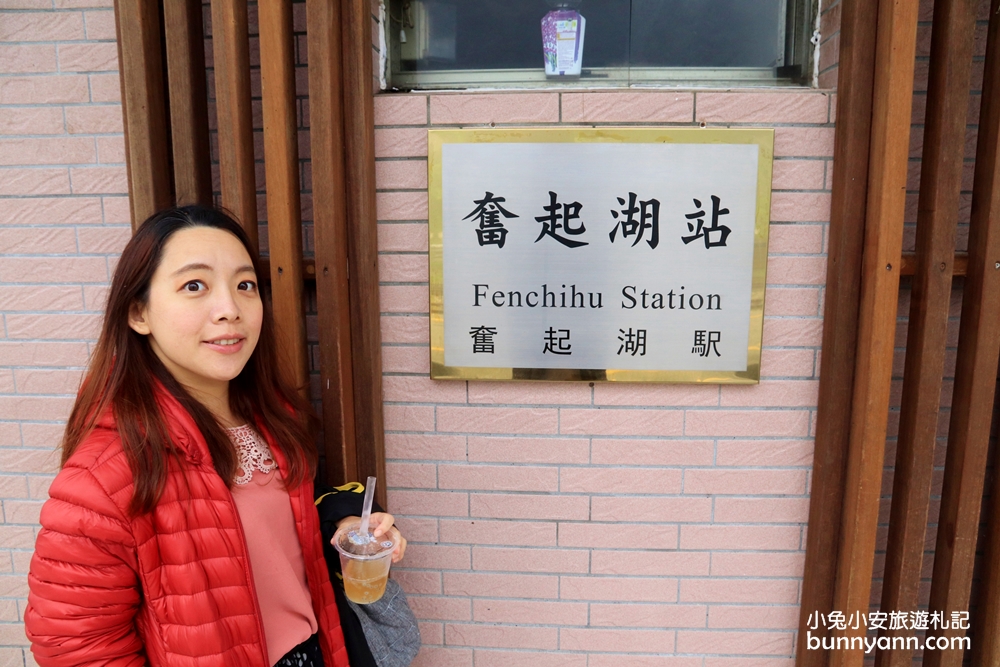 奮起湖站
Fenchihu Station
奮起湖駅
小兔小安旅遊札記
bunnyann.com